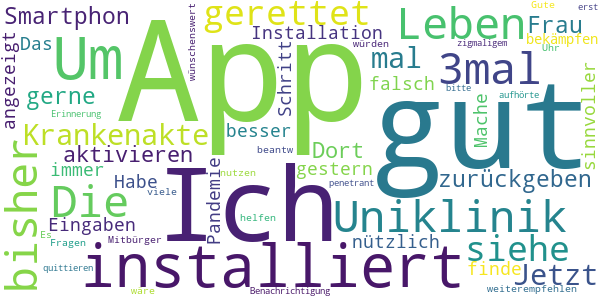 Smartphon
gerettet
Leben
Gute
erst
Frau
bekämpfen
Das
Um
App
Installation
wünschenswert
würden
zigmaligem
Uhr
angezeigt
mal
3mal
Schritt
gerne
falsch
Erinnerung
Krankenakte
besser
gut
bitte
aufhörte
Mache
sinnvoller
bisher
aktivieren
beantw
Dort
immer
Habe
Pandemie
gestern
nutzen
zurückgeben
Die
Ich
viele
penetrant
Eingaben
Uniklinik
helfen
Es
Fragen
Mitbürger
nützlich
siehe
quittieren
installiert
finde
Jetzt
wäre
Benachrichtigung
weiterempfehlen